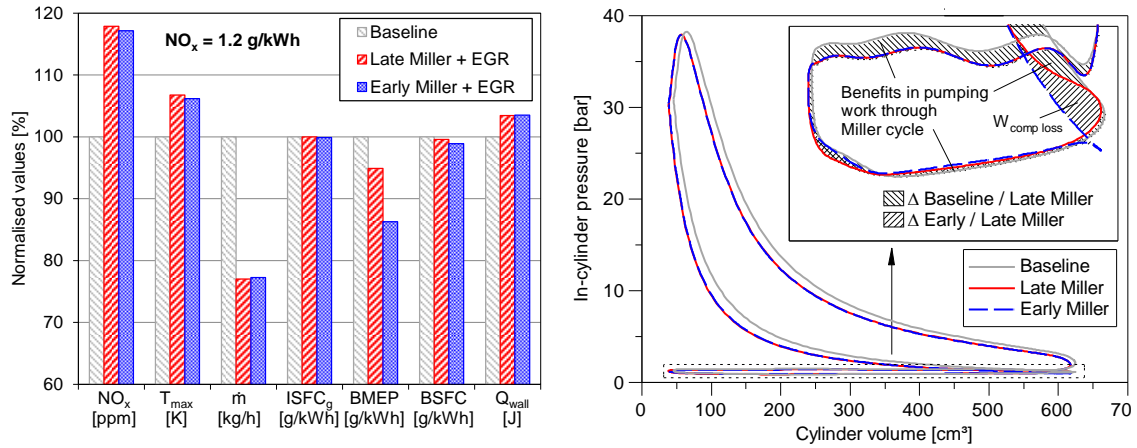 Normalised values [%]
120
110
100
90
80
70
60
NOx = 1.2 g/kWh
Baseline
Late Miller + EGR
Early Miller + EGR
NOx
[ppm]
Tmax
[K]
ṁ
[kg/h]
ISFCg
[g/kWh]
BMEP
[g/kWh]
BSFC
[g/kWh]
Qwall
[J]
In-cylinder pressure [bar]
40
30
20
10
0
Benefits in pumping
work through
Miller cycle
Wcomp loss
Δ Baseline / Late Miller
Δ Early / Late Miller
Baseline
Late Miller
Early Miller
0
100
200
300
400
500
600
70
Cylinder volume [cm³]